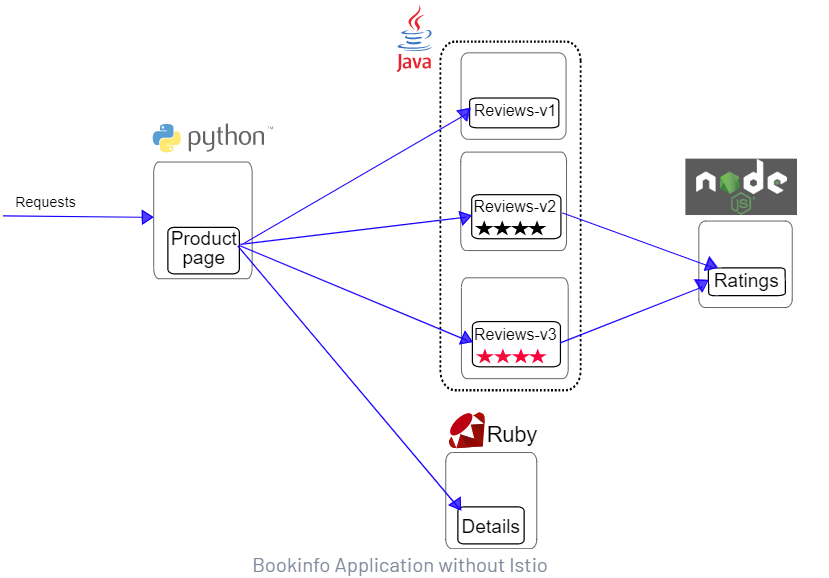 Java
Reviews-v1
python™
Requests
Product
page
Reviews-v2
node
JS
Ratings
Reviews-v3
Ruby
Details
Bookinfo Application without Istio